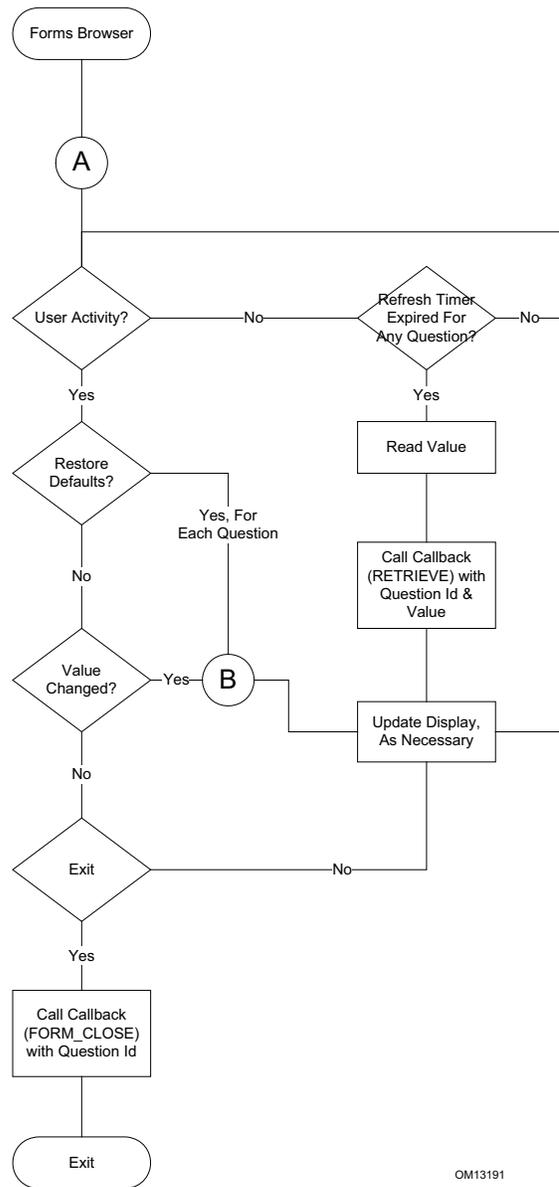 Forms Browser
A
User Activity?
No
Refresh Timer
Expired For
Any Question?
No
Yes
Yes
Restore
Defaults?
Read Value
Yes, For
Each Question
No
Call Callback
(RETRIEVE) with
Question Id &
Value
Value
Changed?
Yes
B
Update Display,
As Necessary
No
Exit
No
Yes
Call Callback
(FORM_CLOSE)
with Question Id
Exit
OM13191